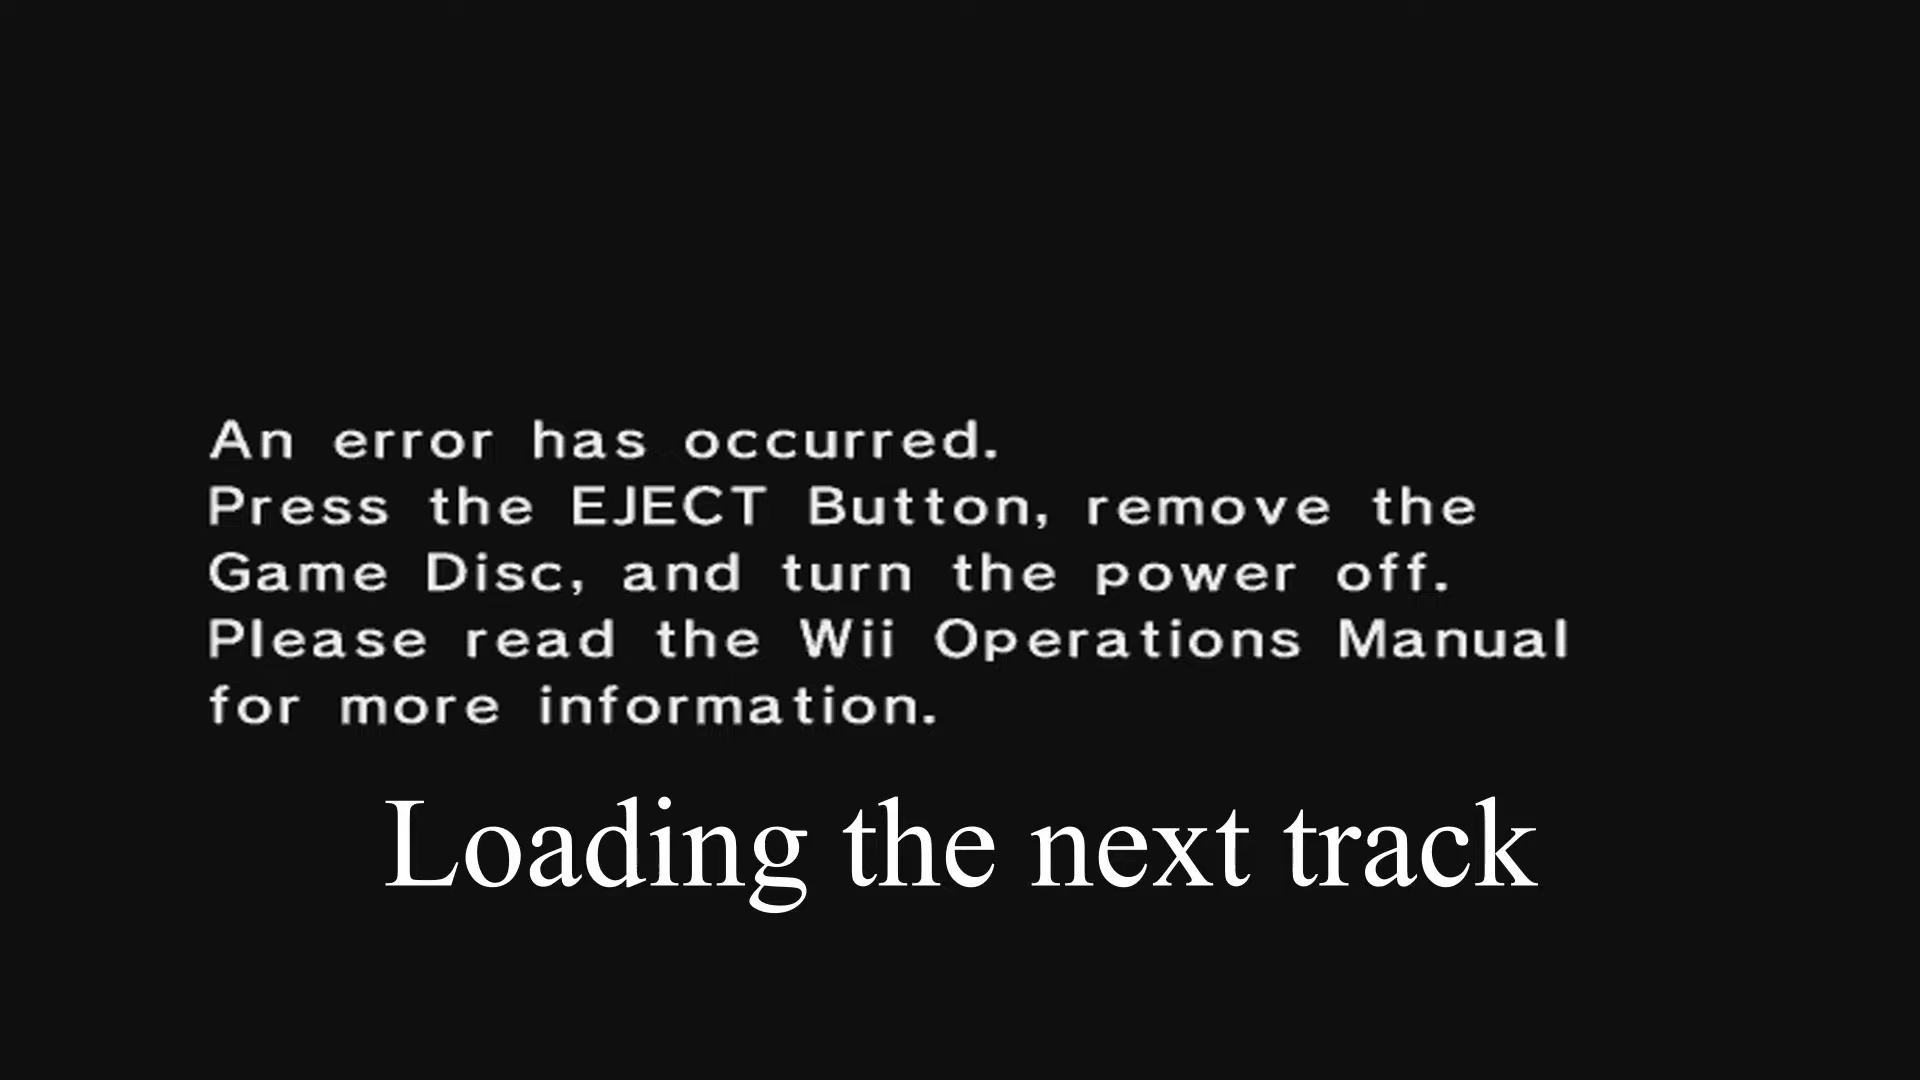 An error has occurred.
Press the EJECT Button, remove the
Game Disc, and turn the power off.
Please read the Wii Operations Manual
for more information.
Loading the next track